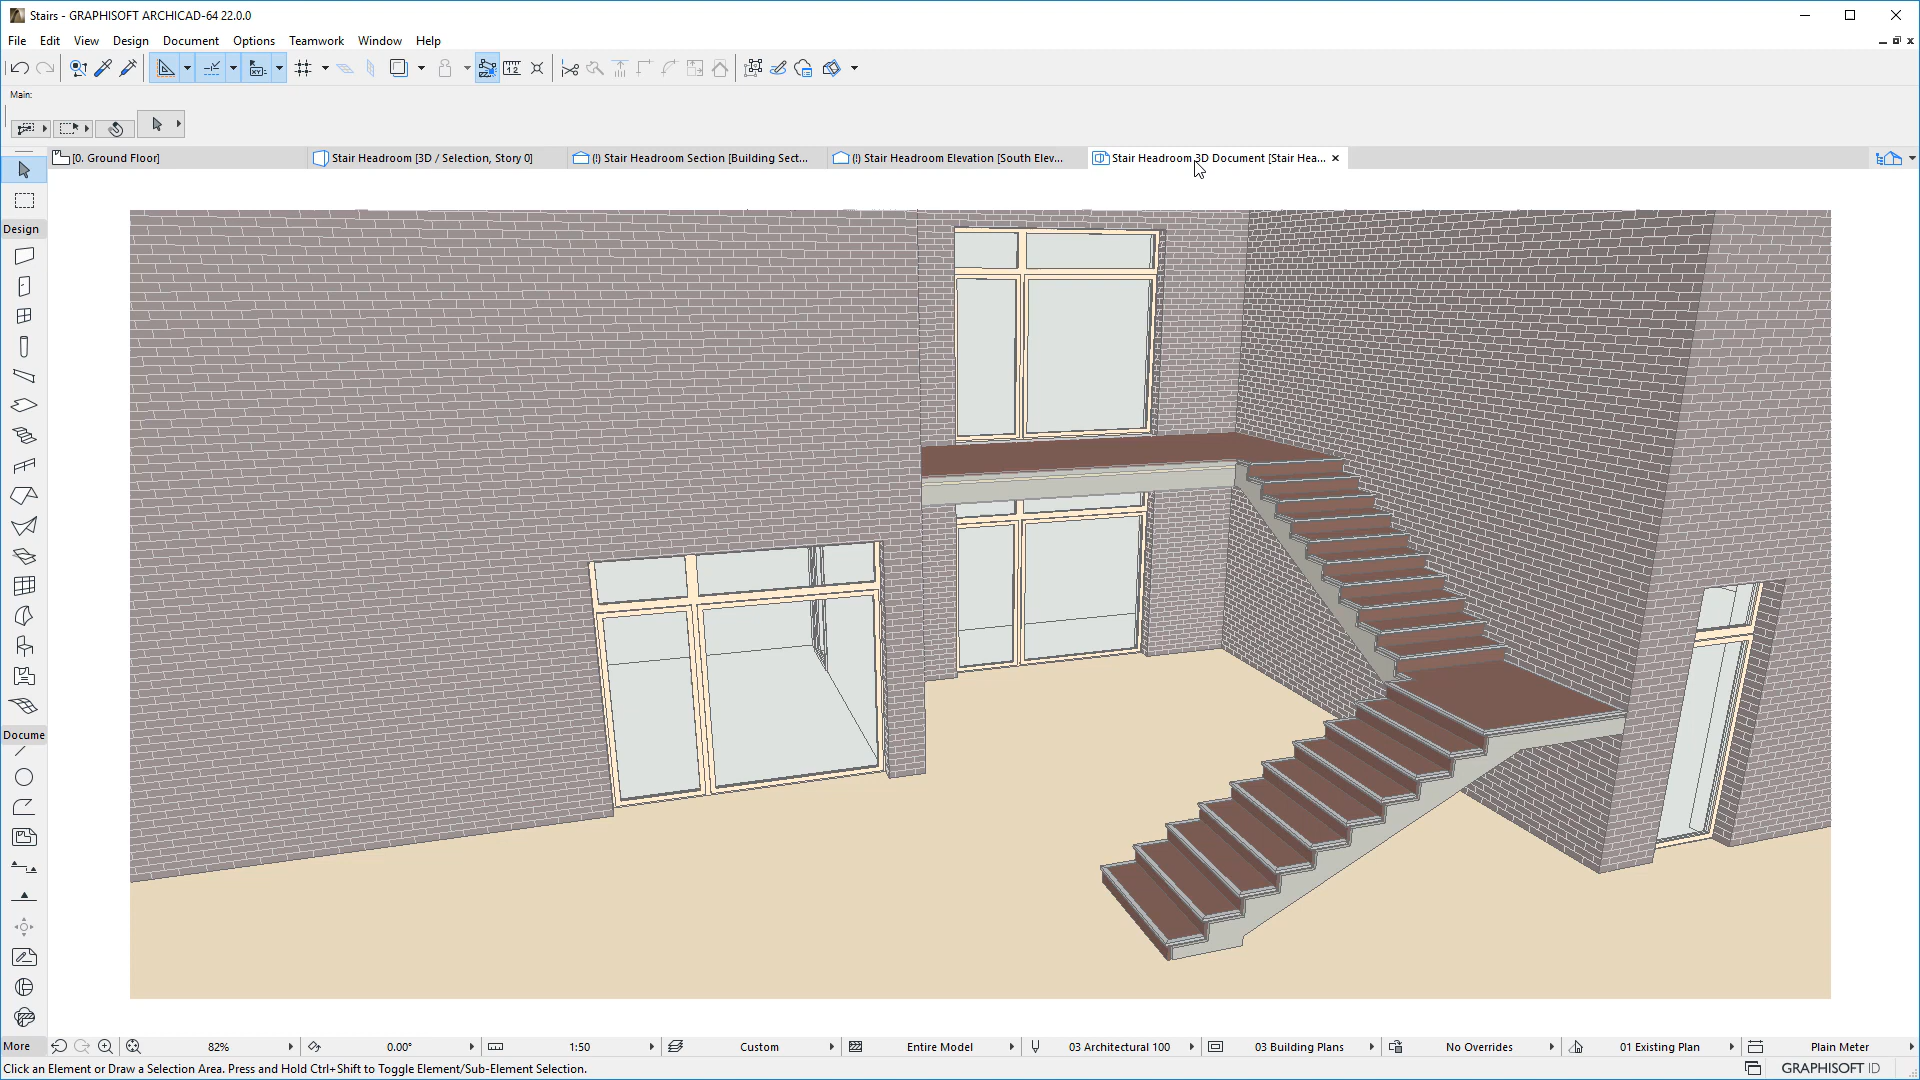 Stairs - GRAPHISOFT ARCHICAD-64 22.0.0
File Edit View Design Document Options Teamwork Window Help
Main:
[0. Ground Floor]
Stair Headroom [3D / Selection, Story 0]
(!) Stair Headroom Section [Building Sect...
(!) Stair Headroom Elevation [South Elev...
Stair Headroom 3D Document [Stair Hea...
Design
Docume
More
82%
0.00°
1:50
Custom
Entire Model
03 Architectural 100
03 Building Plans
No Overrides
01 Existing Plan
Plain Meter
Click an Element or Draw a Selection Area. Press and Hold Ctrl+Shift to Toggle Element/Sub-Element Selection.
GRAPHISOFT ID